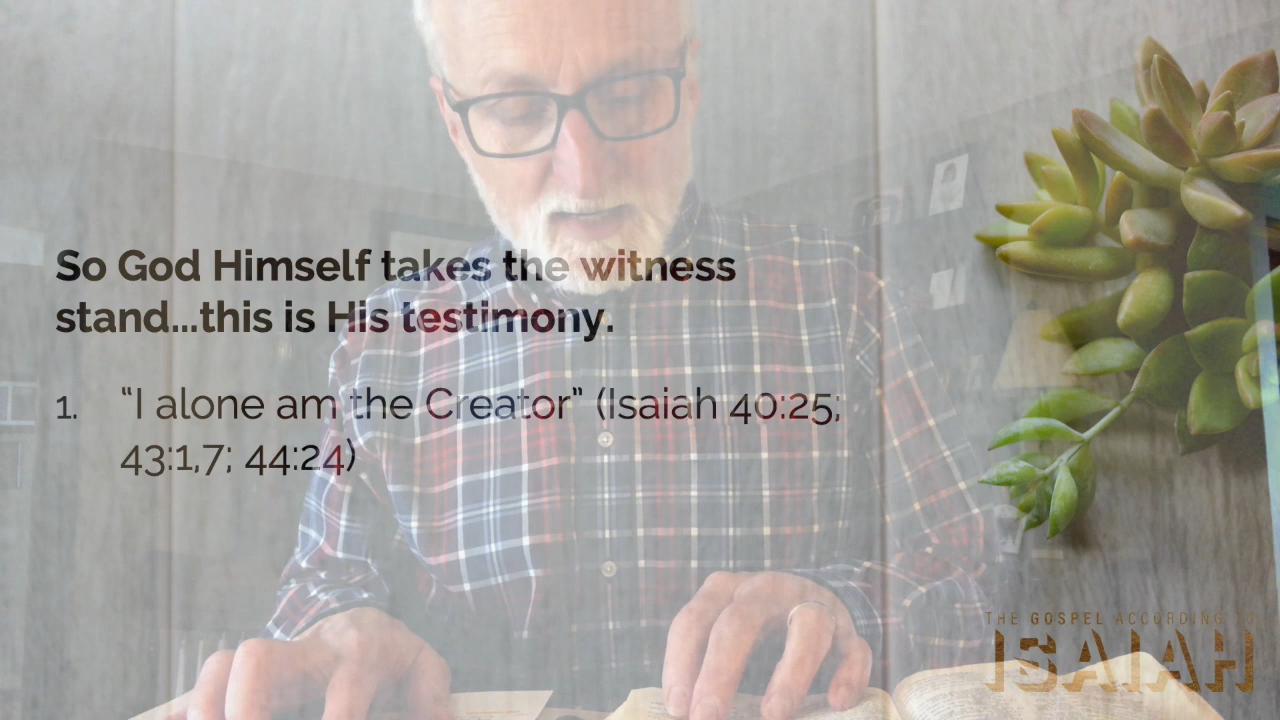 So God Himself takes the witness
stand...this is His testimony.
1. “I alone am the Creator” (Isaiah 40:25;
43:1,7; 44:24)
THE GOSPEL ACCORDING TO
ISAIAH